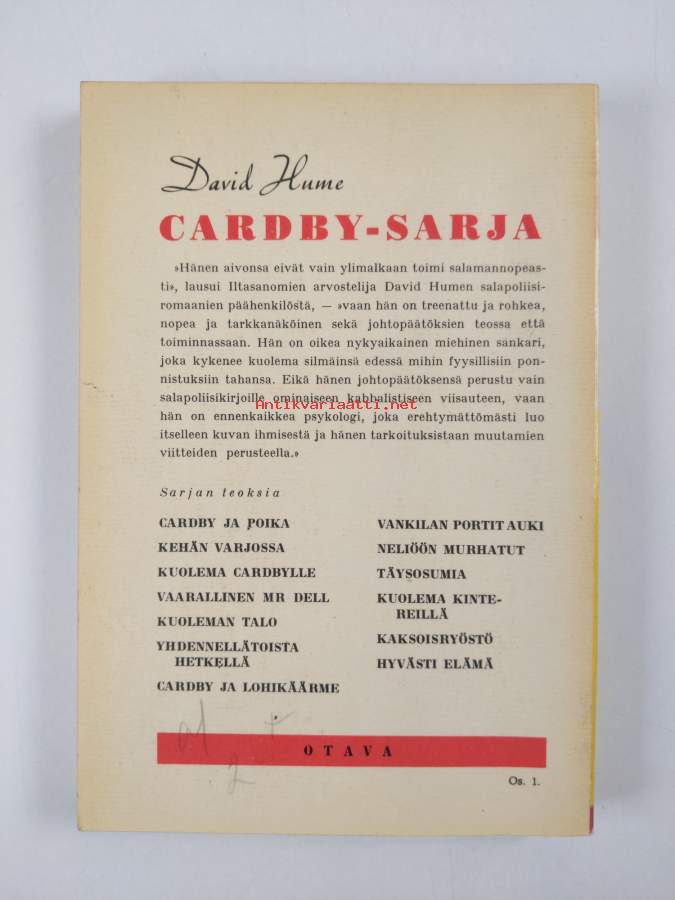 David Hume
CARDBY-SARJA
»Hänen aivonsa eivät vain ylimalkaan toimi salamannopeas-
ti», lausui Iltasanomien arvostelija David Humen salapoliisi-
romaanien päähenkilöstä, — »vaan hän on treenattu ja rohkea,
nopea ja tarkkanäköinen sekä johtopäätöksien teossa että
toiminnassaan. Hän on oikea nykyaikainen miehinen sankari,
joka kykenee kuolema silmäinsä edessä mihin fyysillisiin pon-
nistuksiin tahansa. Eikä hänen johtopäätöksensä perustu vain
salapoliisikirjoille ominaiseen kabbalistiseen viisauteen, vaan
Antikvariaatti.net
hän on ennenkaikkea psykologi, joka erehtymättömästi luo
itselleen kuvan ihmisestä ja hänen tarkoituksistaan muutamien
viitteiden perusteella.»
Sarjan teoksia
CARDBY JA POIKA
KEHÄN VARJOSSA
KUOLEMA CARDBYLLE
VAARALLINEN MR DELL
KUOLEMAN TALO
YHDENNELLÄTOISTA
HETKELLÄ
CARDBY JA LOHIKÄÄRME
VANKILAN PORTIT AUKI
NELIÖÖN MURHATUT
TÄYSOSUMIA
KUOLEMA KINTE-
REILLÄ
KAKSOISRYÖSTÖ
HYVÄSTI ELÄMÄ
OTAVA
Os. 1.